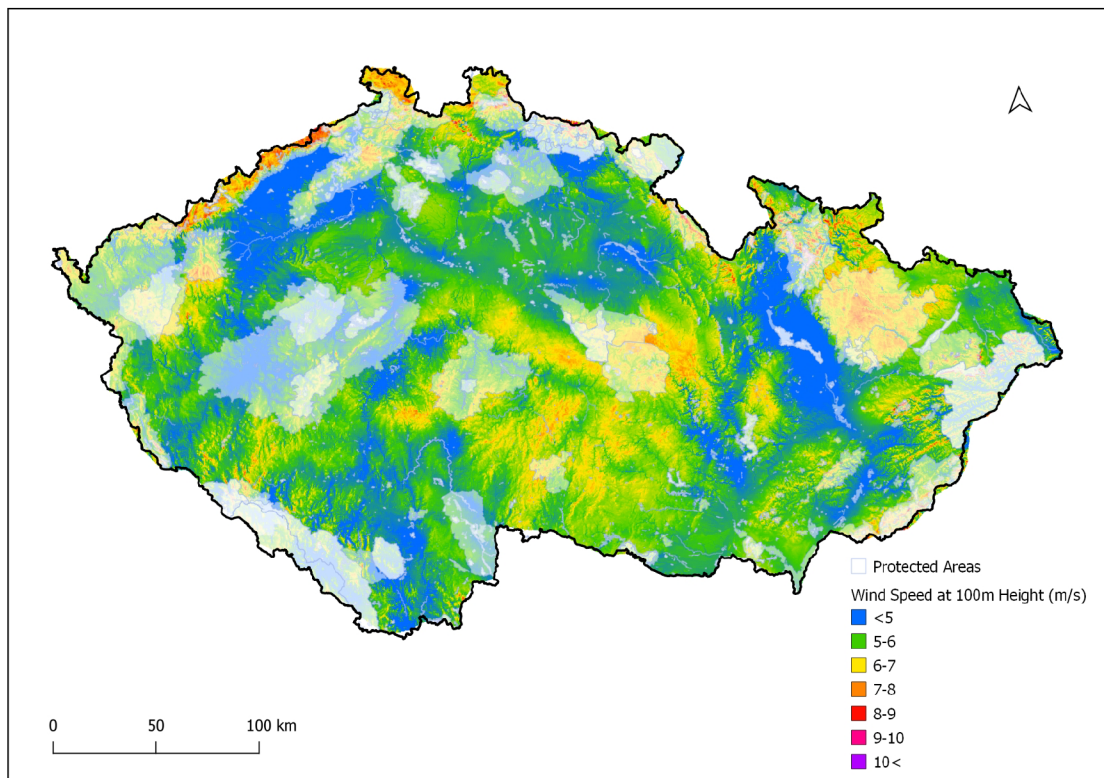 Protected Areas
Wind Speed at 100m Height (m/s)
<5
5-6
6-7
7-8
8-9
9-10
10<
0 50 100 km